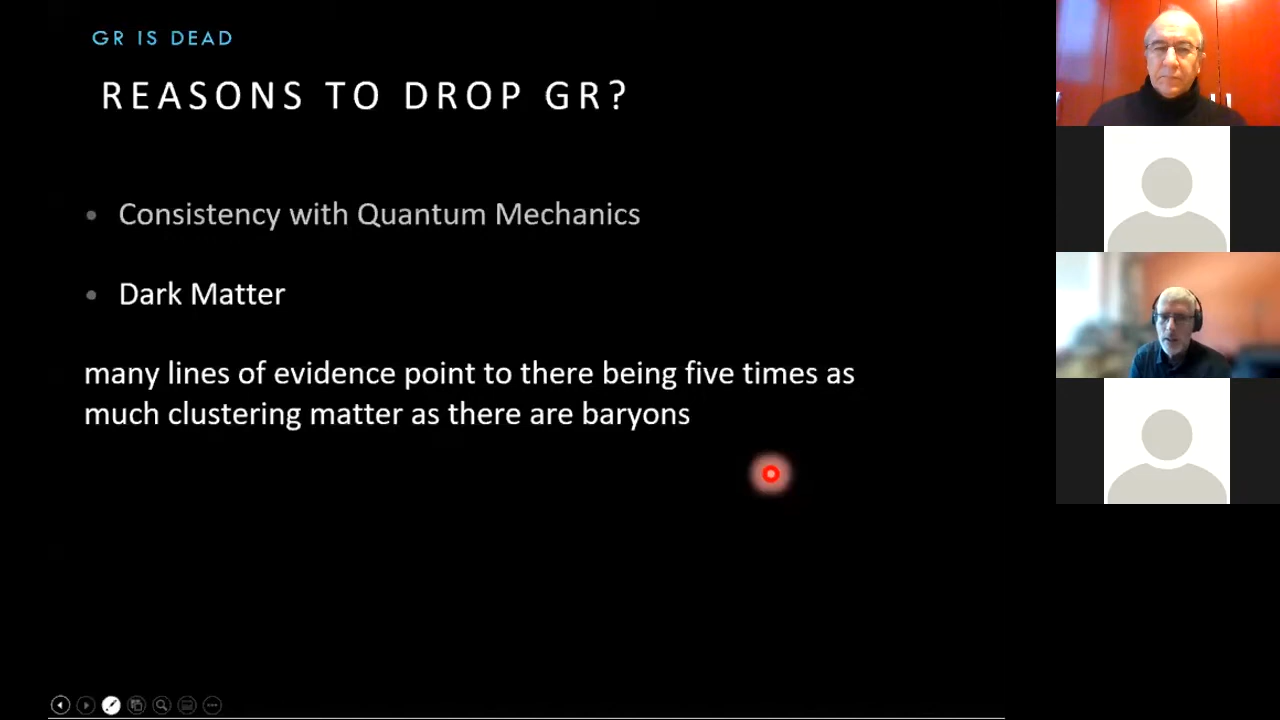 GR IS DEAD
REASONS TO DROP GR?
• Consistency with Quantum Mechanics
• Dark Matter
many lines of evidence point to there being five times as
much clustering matter as there are baryons